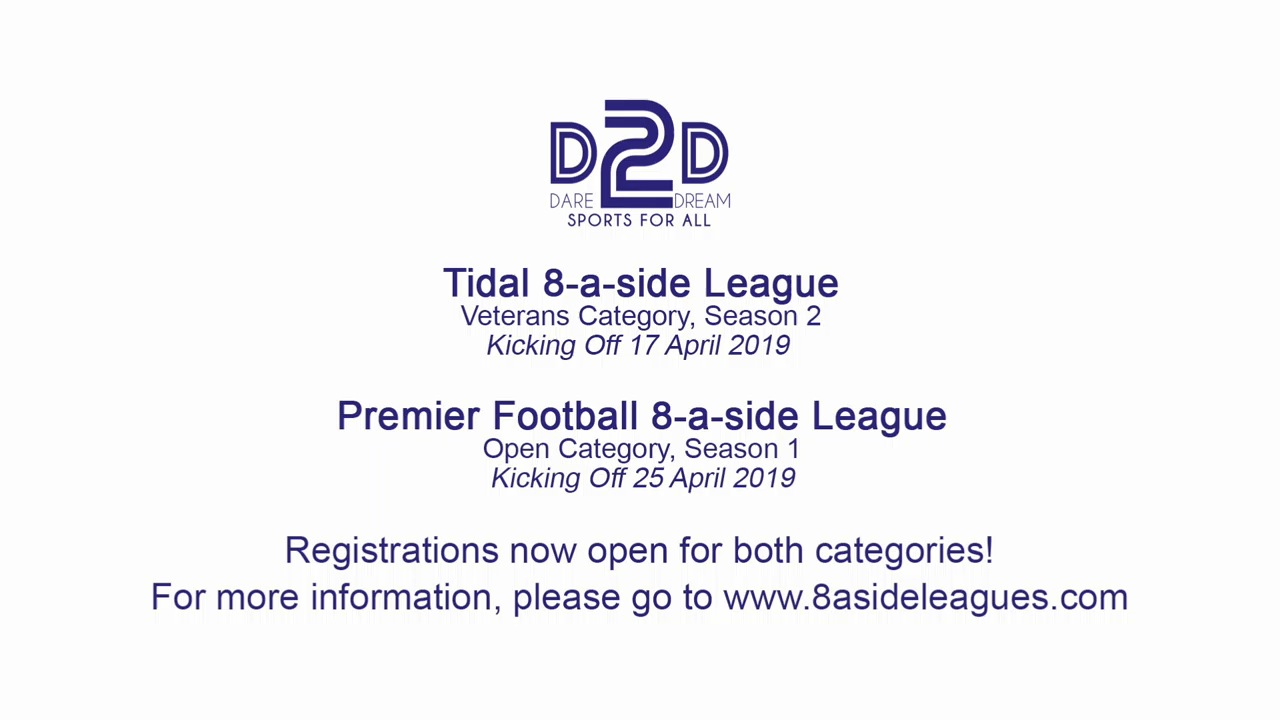 D2D
DARE DREAM
SPORTS FOR ALL
Tidal 8-a-side League
Veterans Category, Season 2
Kicking Off 17 April 2019
Premier Football 8-a-side League
Open Category, Season 1
Kicking Off 25 April 2019
Registrations now open for both categories!
For more information, please go to www.8asideleagues.com